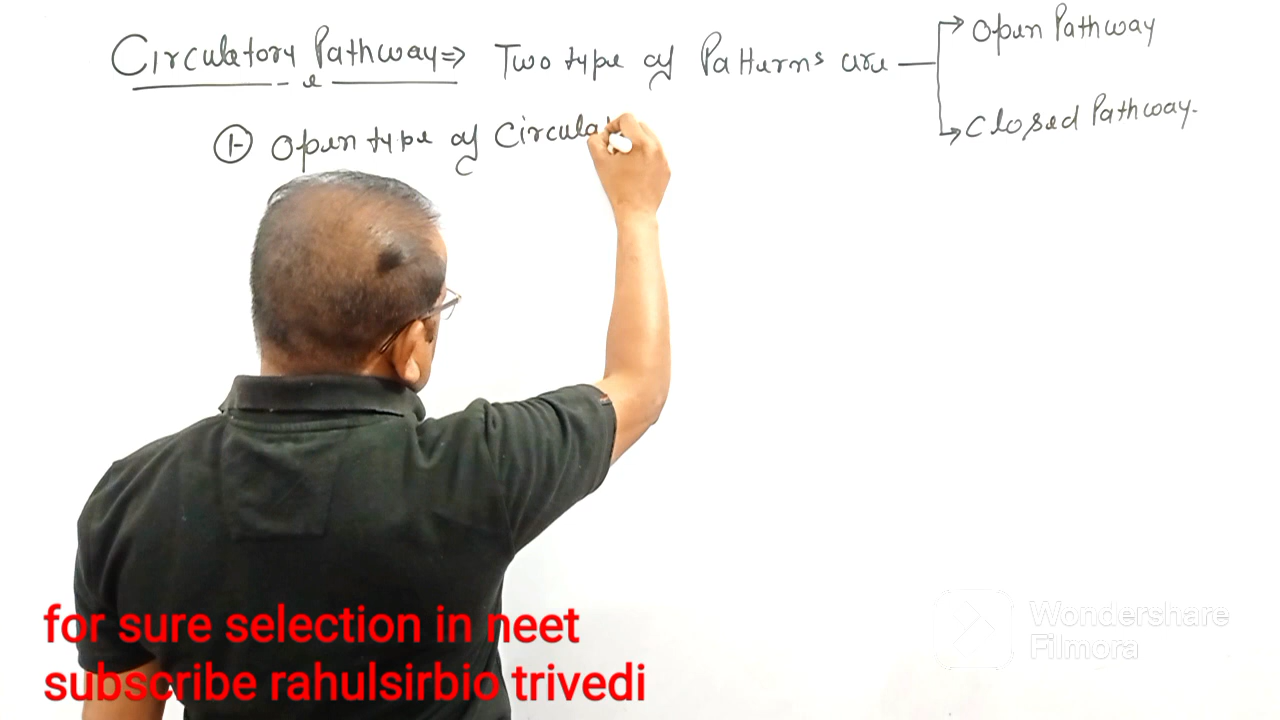 Circulatory Pathway => Two type of Patterns are
Open Pathway
Closed Pathway.
1- Open type of Circulat
for sure selection in neet
subscribe rahulsirbio trivedi
Wondershare
Filmora